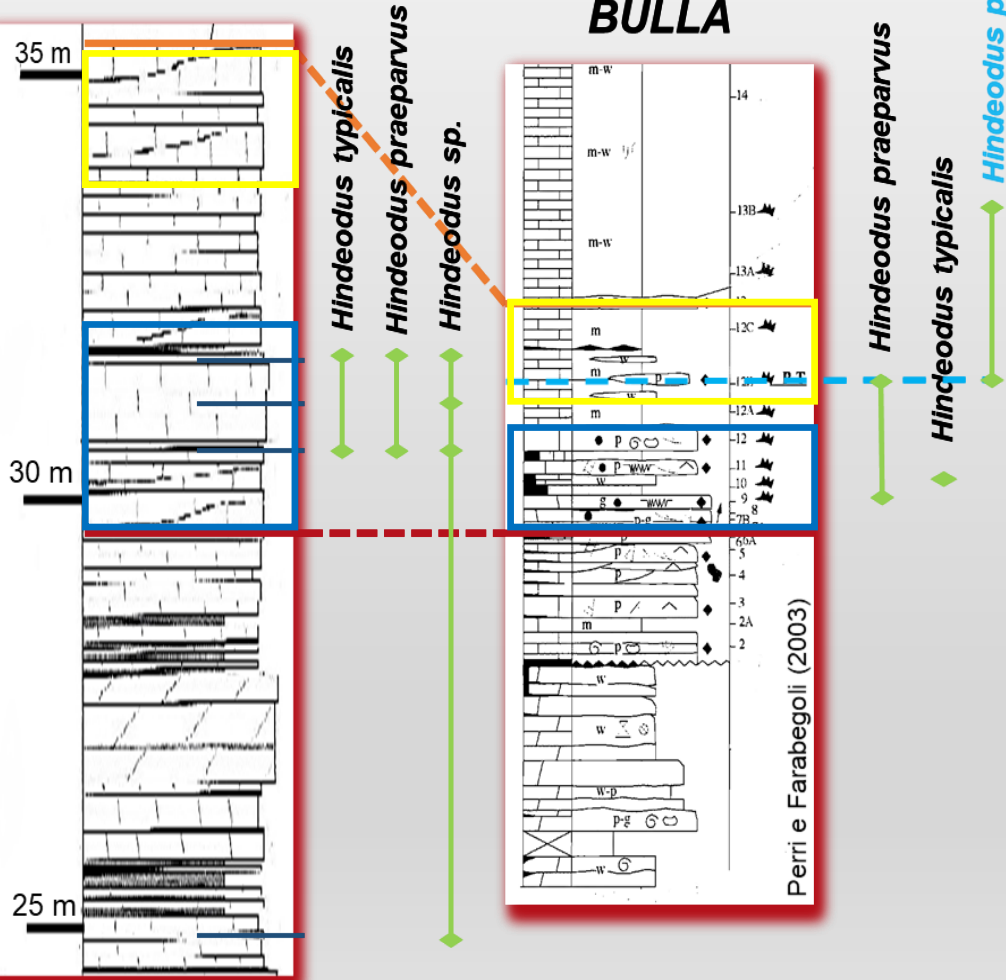 BULLA
35 m
30 m
25 m
Hindeodus typicalis
Hindeodus praeparvus
Hindeodus sp.
m-w
14
m-w
13B
m-w
13A
12C
m
w
m
p
P-T
w
12A
m
12
p
11
p
10
w
9
g
8
7B
p-g
6A
5
p
4
p
3
p
2A
m
2
p
w
w
w-p
p-g
w
Perri e Farabegoli (2003)
Hindeodus praeparvus
Hindeodus typicalis
Hindeodus p